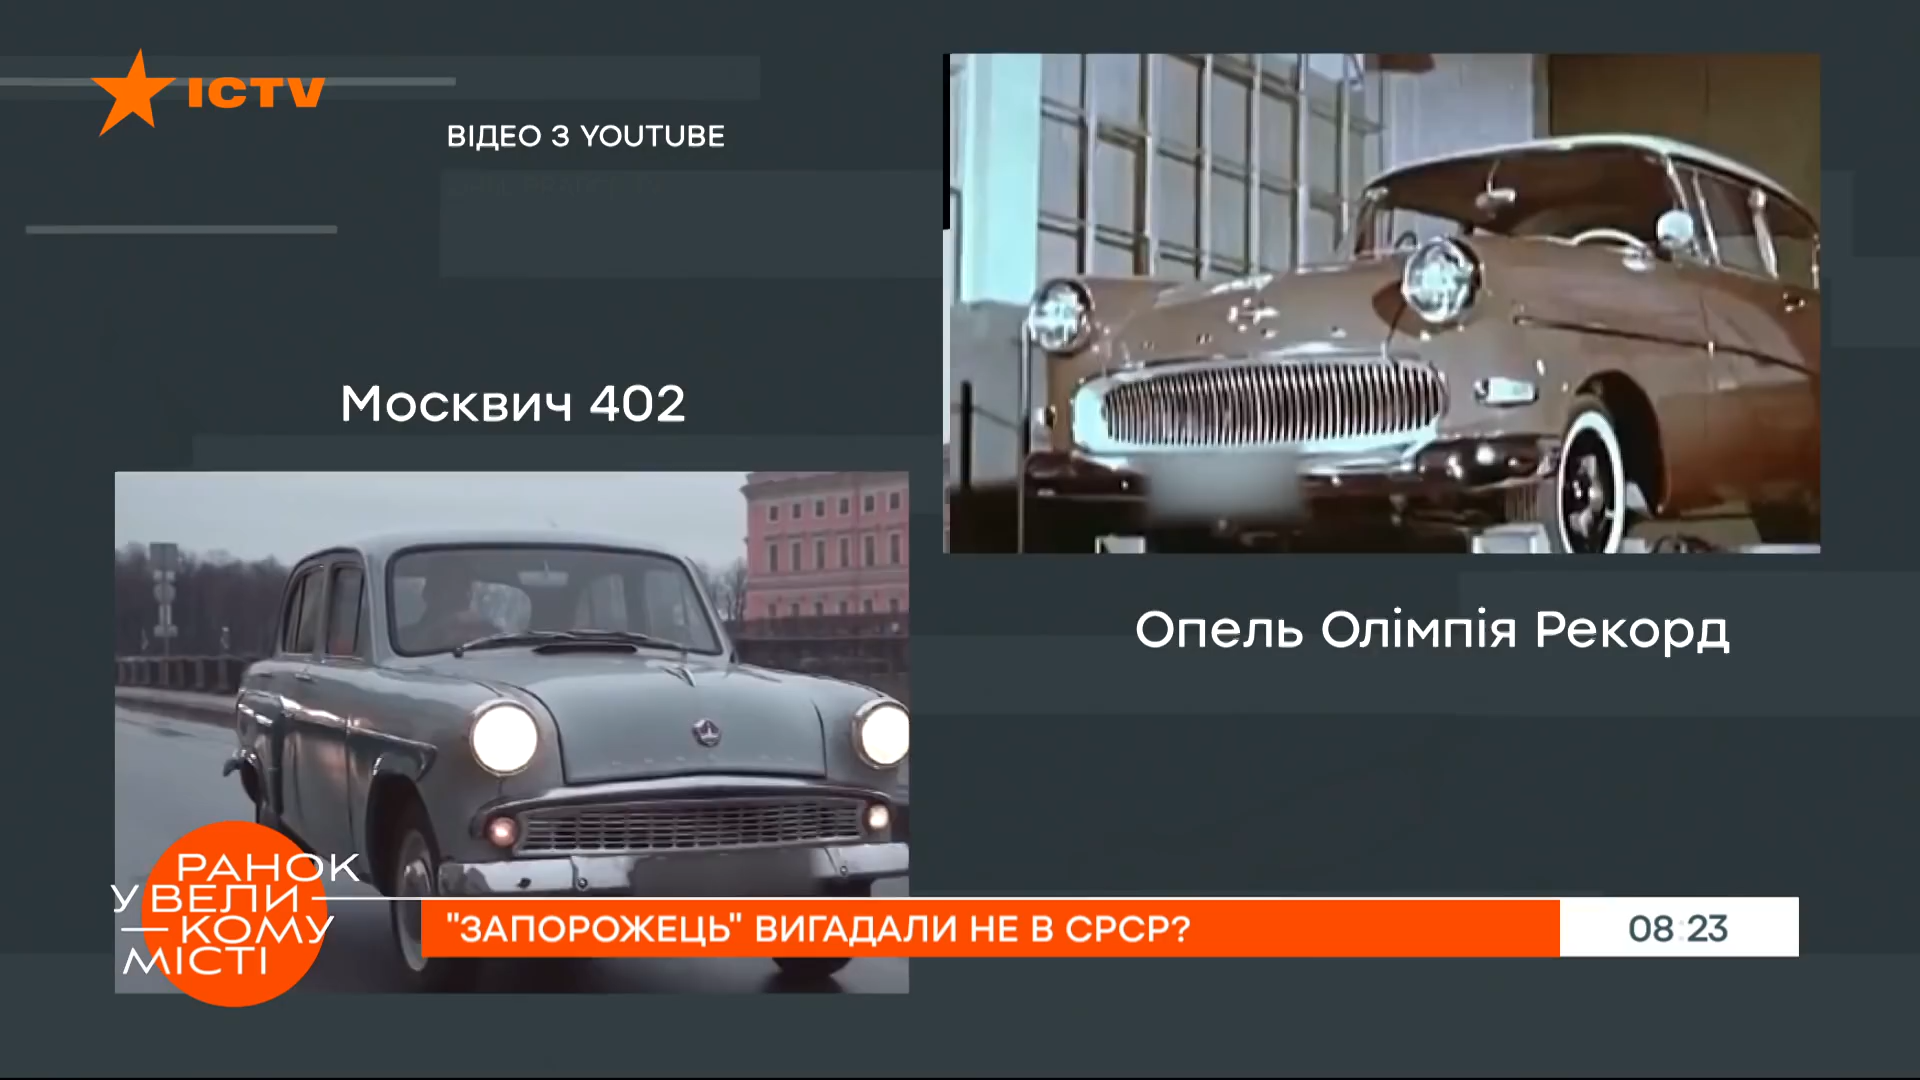 ICTV
ВІДЕО З YOUTUBE
Москвич 402
Опель Олімпія Рекорд
РАНОК
У ВЕЛИ
КОМУ
МІСТІ
"ЗАПОРОЖЕЦЬ" ВИГАДАЛИ НЕ В СРСР?
08:23